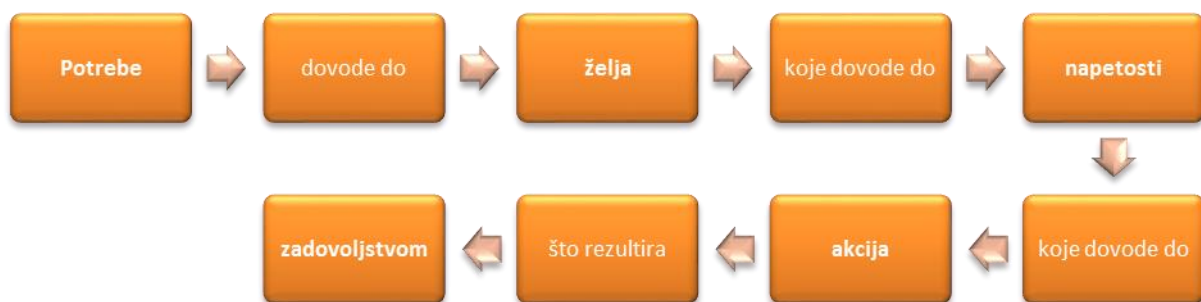 Potrebe
dovode do
želja
koje dovode do
napetosti
koje dovode do
akcija
što rezultira
zadovoljstvom